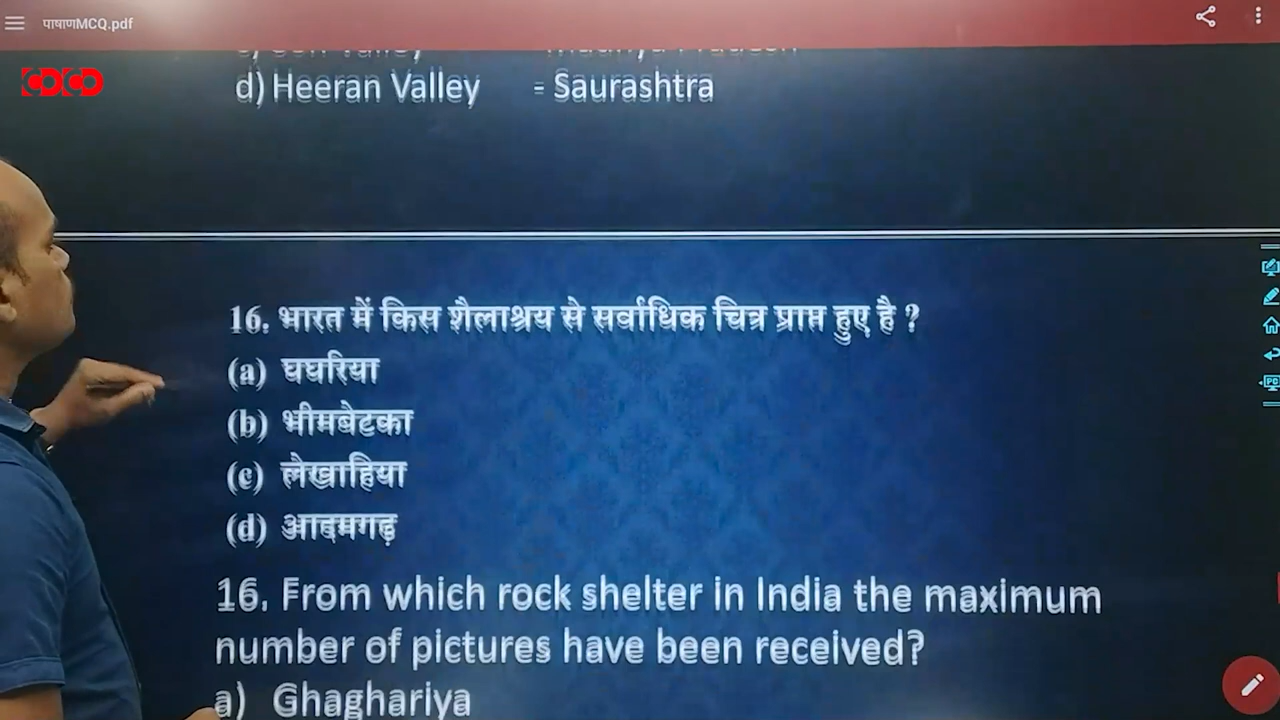 पाषाणMCQ.pdf
d) Heeran Valley = Saurashtra
16. भारत में किस शैलाश्रय से सर्वाधिक चित्र प्राप्त हुए है ?
(a) घघरिया
(b) भीमबेटका
(c) लेखाहिया
(d) आदमगढ़
16. From which rock shelter in India the maximum
number of pictures have been received?
a) Ghaghariya